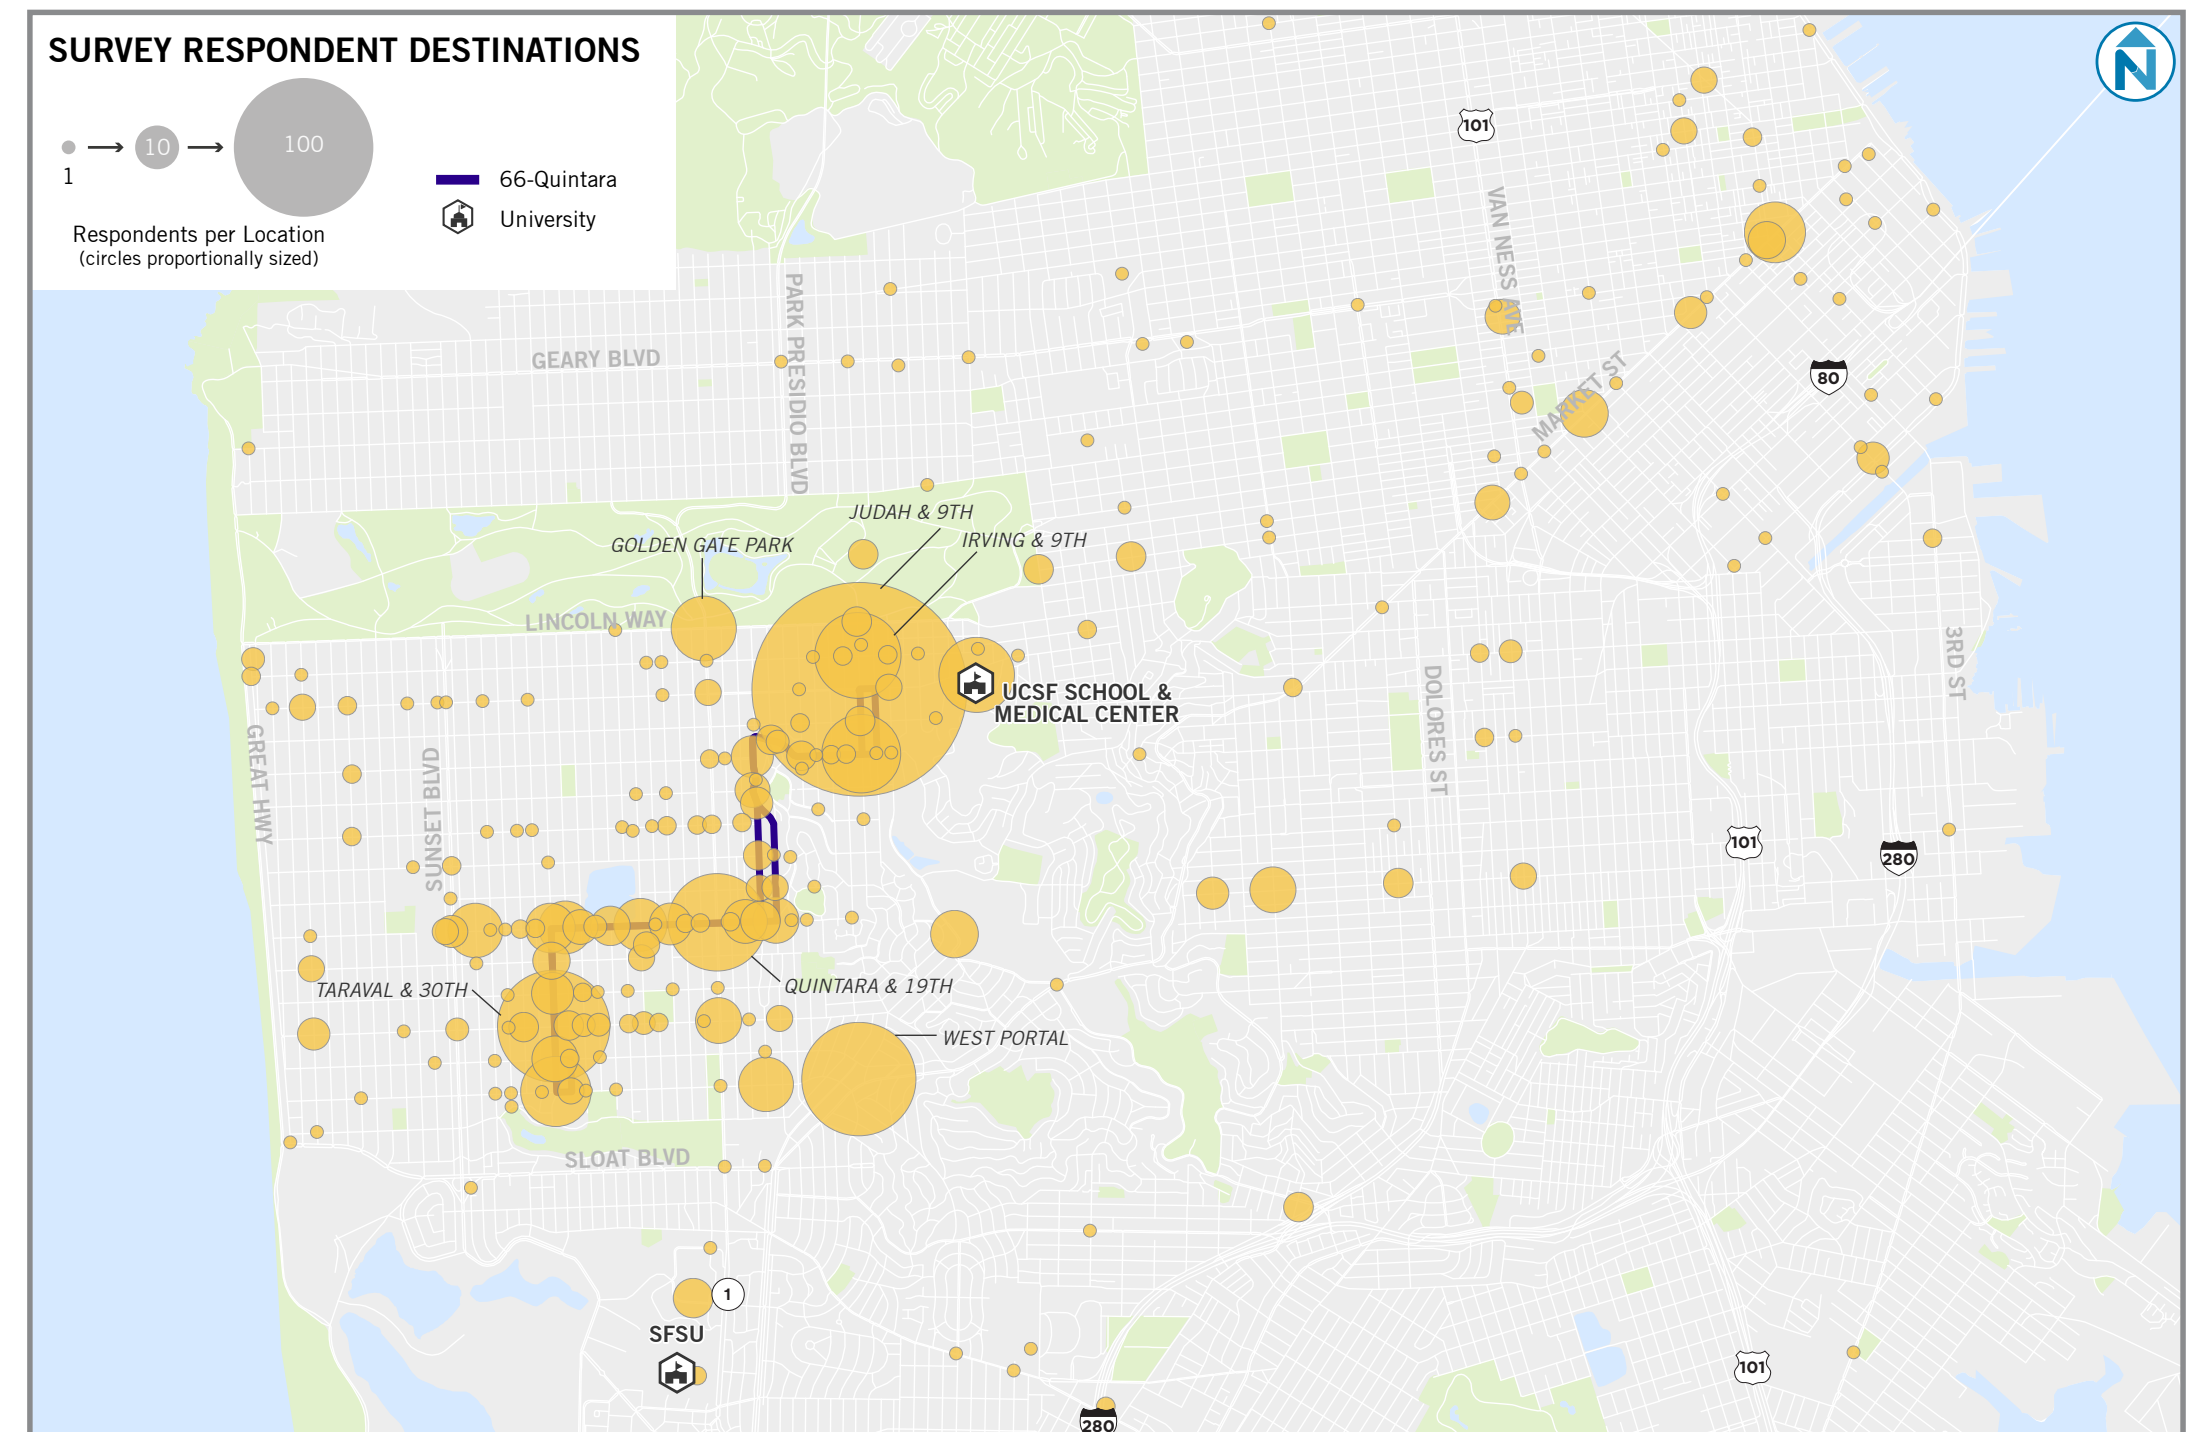 SURVEY RESPONDENT DESTINATIONS
1
10
100
Respondents per Location
(circles proportionally sized)
66-Quintara
University
N
101
VAN NESS AVE
PARK PRESIDIO BLVD
GEARY BLVD
MARKET ST
80
JUDAH & 9TH
IRVING & 9TH
GOLDEN GATE PARK
LINCOLN WAY
UCSF SCHOOL &
MEDICAL CENTER
DOLORES ST
3RD ST
GREAT HWY
SUNSET BLVD
101
280
TARAVAL & 30TH
QUINTARA & 19TH
WEST PORTAL
SLOAT BLVD
1
SFSU
101
280